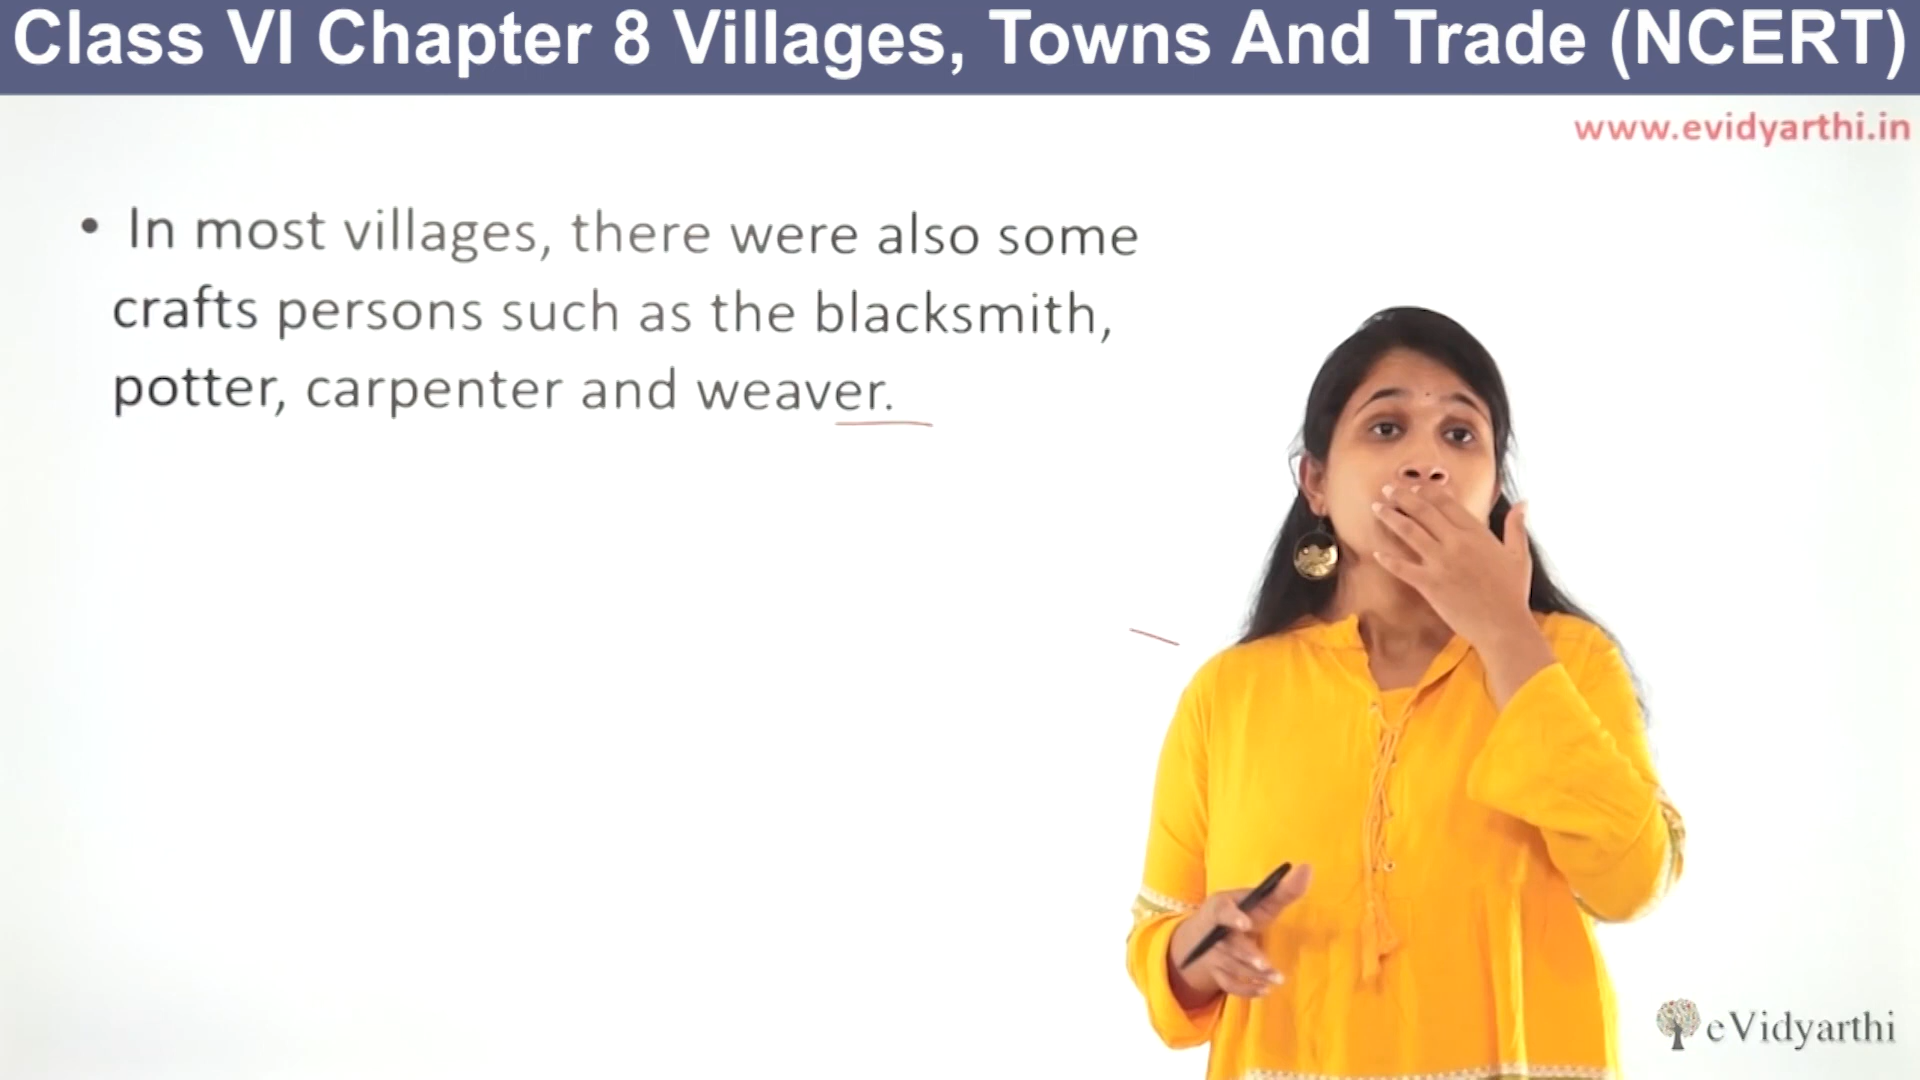 Class VI Chapter 8 Villages, Towns And Trade (NCERT)
www.evidyarthi.in
• In most villages, there were also some
crafts persons such as the blacksmith,
potter, carpenter and weaver.
eVidyarthi